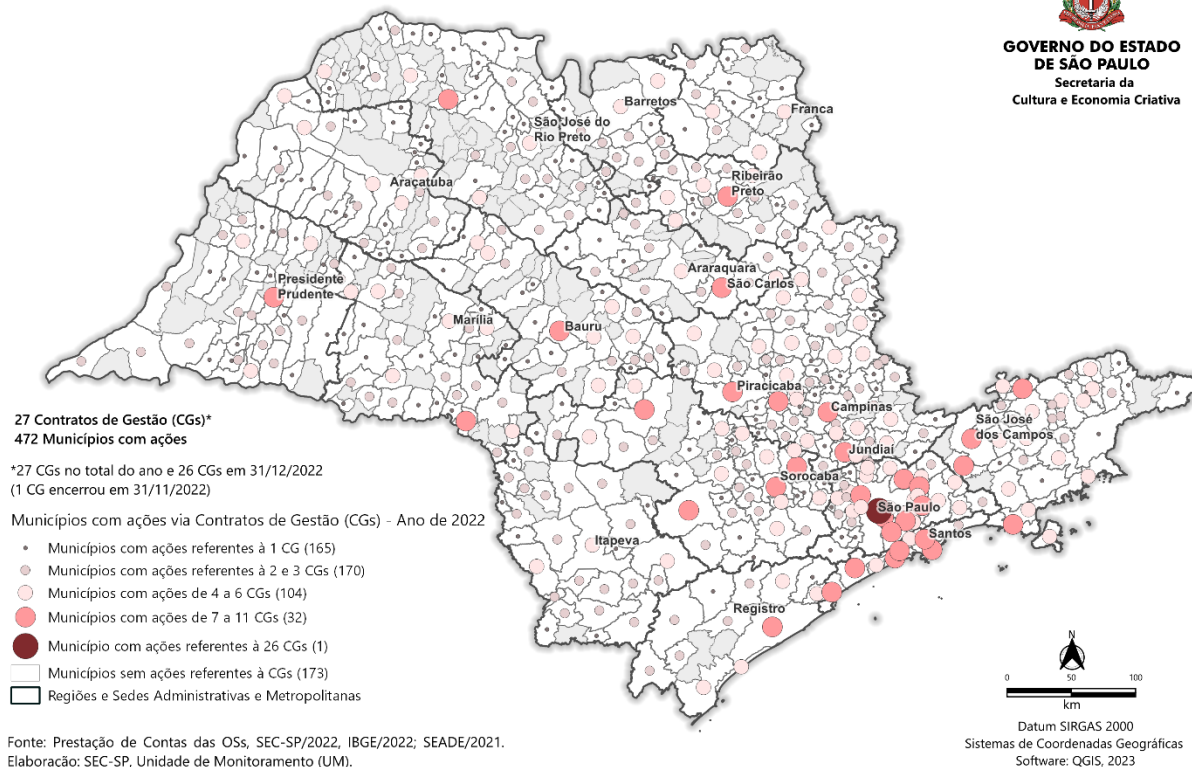 GOVERNO DO ESTADO
DE SÃO PAULO
Secretaria da
Cultura e Economia Criativa
Barretos
Franca
São José do
Rio Preto
Ribeirão
Preto
Araçatuba
Araraquara
São Carlos
Presidente
Prudente
Marília
Bauru
Piracicaba
Campinas
São José
dos Campos
Jundiaí
Sorocaba
São Paulo
Santos
Itapeva
Registro
27 Contratos de Gestão (CGs)*
472 Municípios com ações
*27 CGs no total do ano e 26 CGs em 31/12/2022
(1 CG encerrou em 31/11/2022)
Municípios com ações via Contratos de Gestão (CGs) - Ano de 2022
Municípios com ações referentes à 1 CG (165)
Municípios com ações referentes à 2 e 3 CGs (170)
Municípios com ações de 4 a 6 CGs (104)
Municípios com ações de 7 a 11 CGs (32)
Município com ações referentes à 26 CGs (1)
Municípios sem ações referentes à CGs (173)
Regiões e Sedes Administrativas e Metropolitanas
Fonte: Prestação de Contas das OSs, SEC-SP/2022, IBGE/2022; SEADE/2021.
Elaboração: SEC-SP, Unidade de Monitoramento (UM).
N
0 50 100
km
Datum SIRGAS 2000
Sistemas de Coordenadas Geográficas
Software: QGIS, 2023